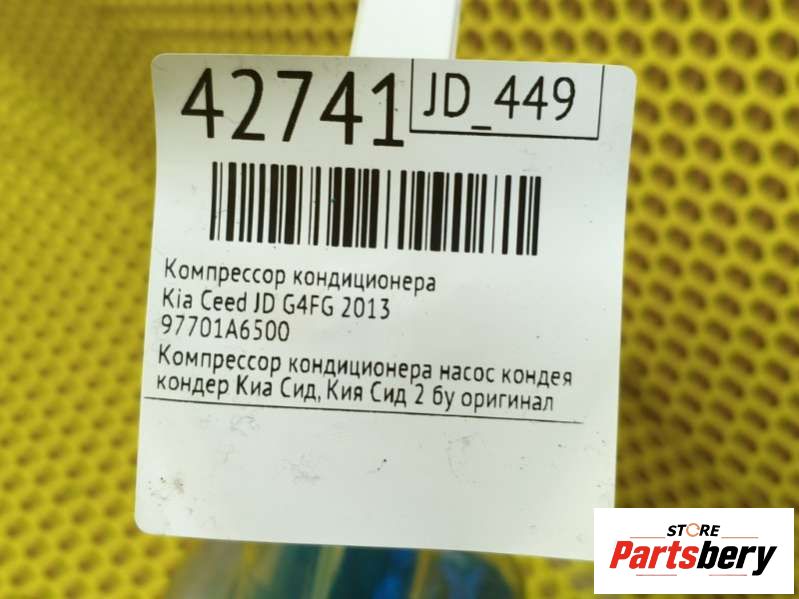 42741
JD_449
Компрессор кондиционера
Kia Ceed JD G4FG 2013
97701A6500
Компрессор кондиционера насос кондея
кондер Киа Сид, Кия Сид 2 бу оригинал
STORE
Partsbery